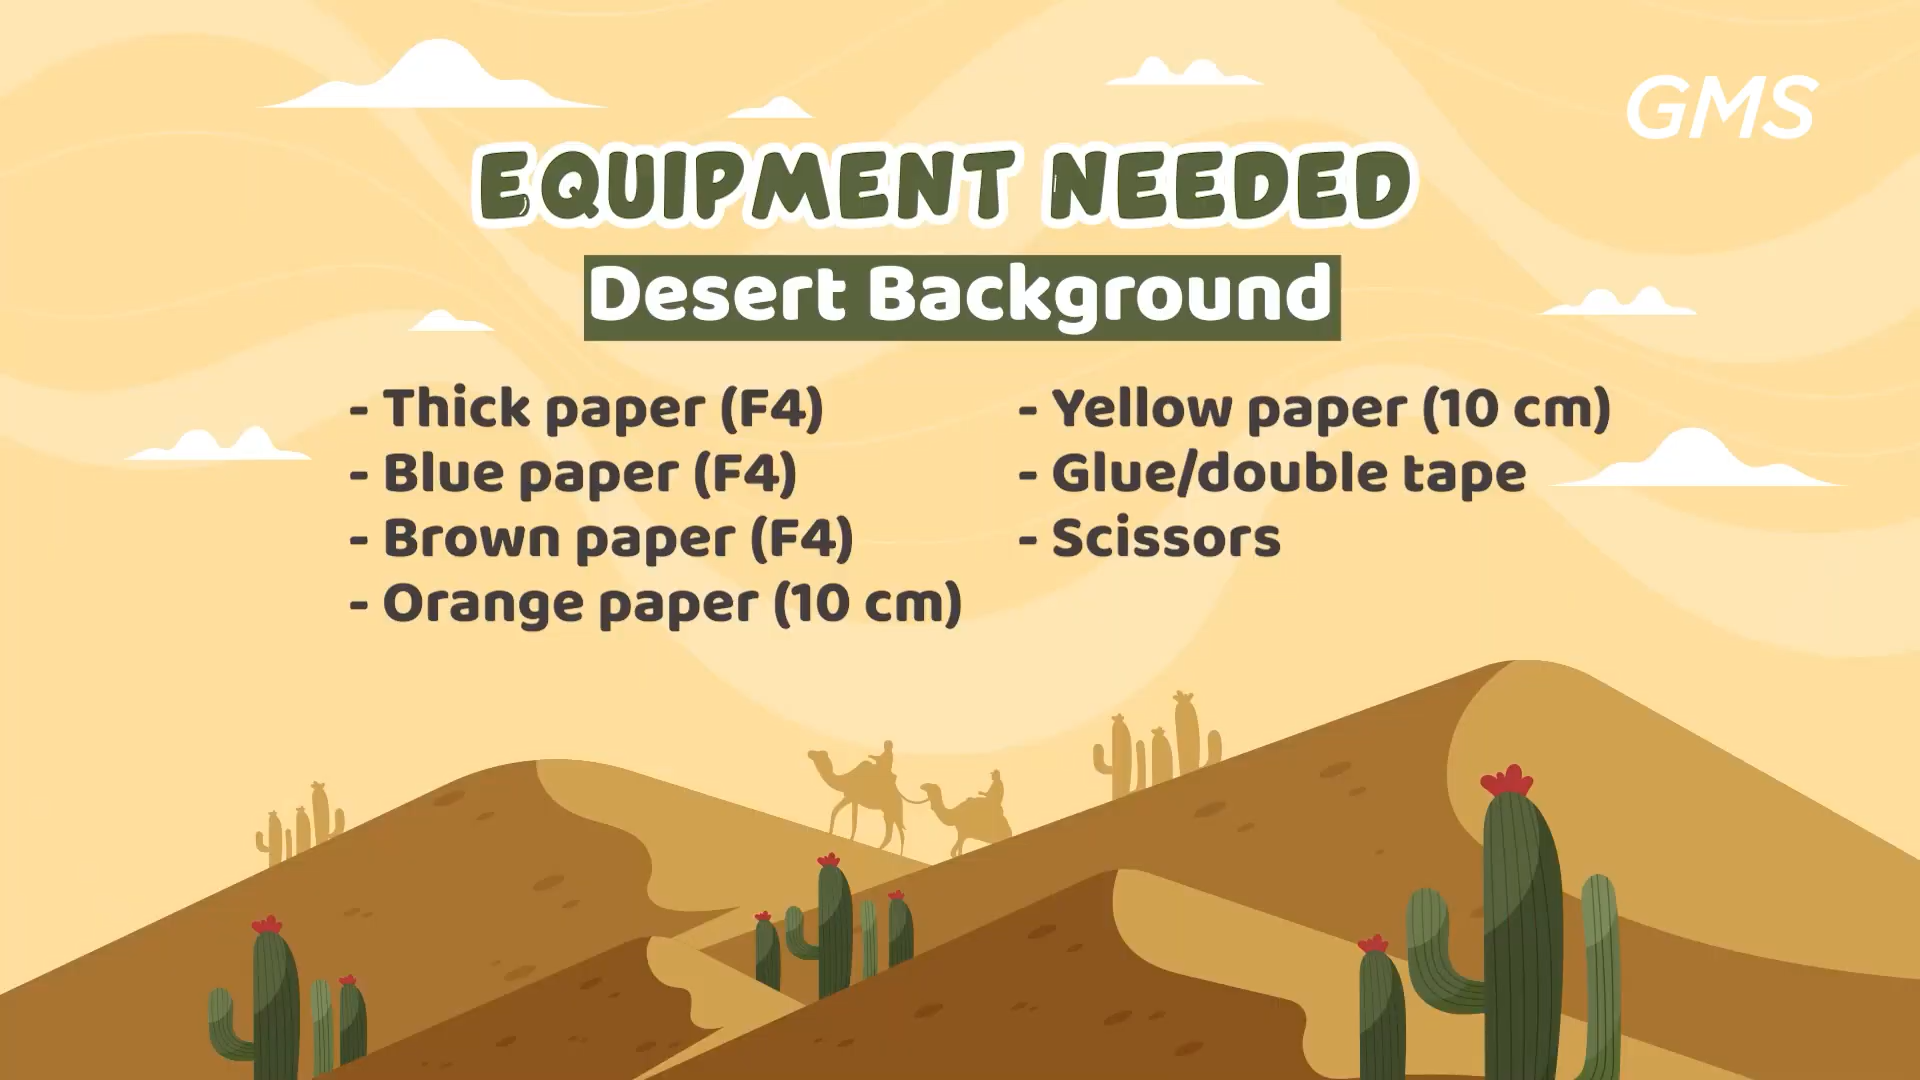 GMS
EQUIPMENT NEEDED
Desert Background
- Thick paper (F4)
- Blue paper (F4)
- Brown paper (F4)
- Orange paper (10 cm)
- Yellow paper (10 cm)
- Glue/double tape
- Scissors